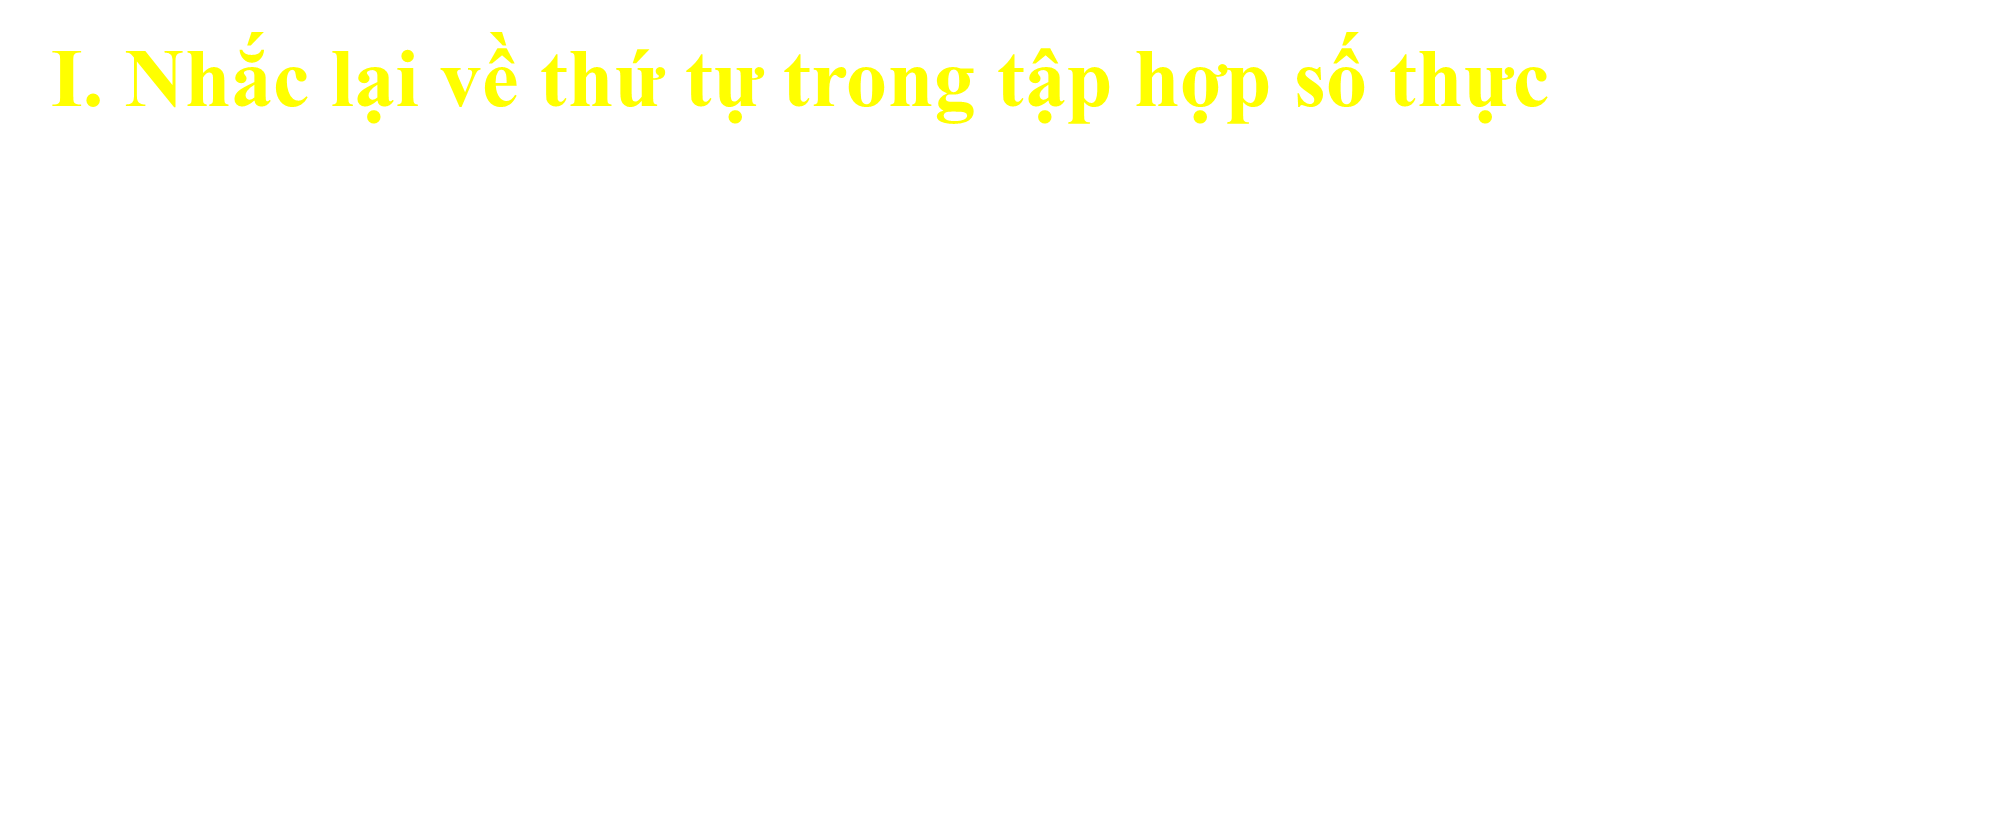 I. Nhắc lại về thứ tự trong tập hợp số thực